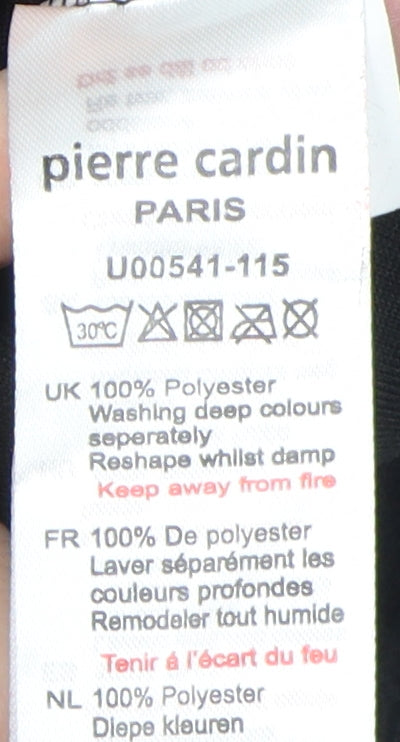 pierre cardin
PARIS
U00541-115
30ºC
UK 100% Polyester
Washing deep colours
seperately
Reshape whilst damp
Keep away from fire
FR 100% De polyester
Laver séparément les
couleurs profondes
Remodeler tout humide
Tenir á l'écart du feu
NL 100% Polyester
Diepe kleuren